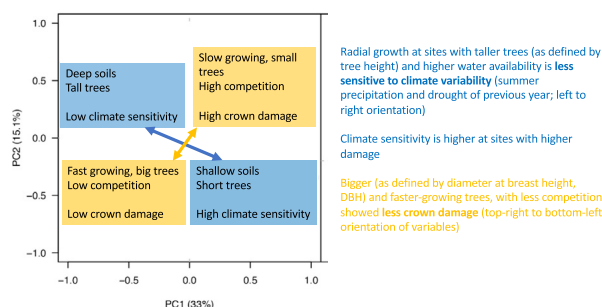 1.0
0.5
0.0
−0.5
−1.0
PC2 (15.1%)
Deep soils
Tall trees
Low climate sensitivity
Slow growing, small
trees
High competition
High crown damage
Fast growing, big trees
Low competition
Low crown damage
Shallow soils
Short trees
High climate sensitivity
−1.0 −0.5 0.0 0.5 1.0
PC1 (33%)
Radial growth at sites with taller trees (as defined by
tree height) and higher water availability is less
sensitive to climate variability (summer
precipitation and drought of previous year; left to
right orientation)
Climate sensitivity is higher at sites with higher
damage
Bigger (as defined by diameter at breast height,
DBH) and faster-growing trees, with less competition
showed less crown damage (top-right to bottom-left
orientation of variables)